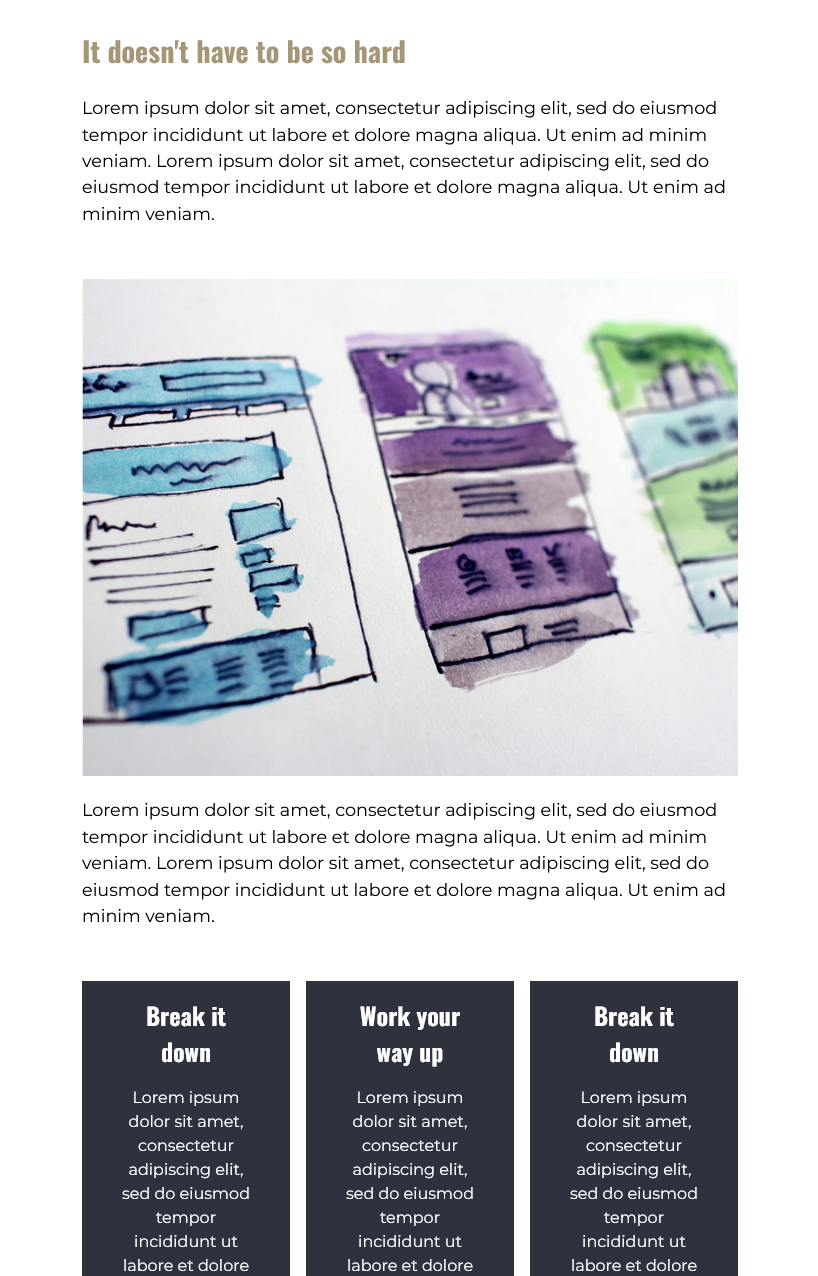 It doesn't have to be so hard
Lorem ipsum dolor sit amet, consectetur adipiscing elit, sed do eiusmod
tempor incididunt ut labore et dolore magna aliqua. Ut enim ad minim
veniam. Lorem ipsum dolor sit amet, consectetur adipiscing elit, sed do
eiusmod tempor incididunt ut labore et dolore magna aliqua. Ut enim ad
minim veniam.
Lorem ipsum dolor sit amet, consectetur adipiscing elit, sed do eiusmod
tempor incididunt ut labore et dolore magna aliqua. Ut enim ad minim
veniam. Lorem ipsum dolor sit amet, consectetur adipiscing elit, sed do
eiusmod tempor incididunt ut labore et dolore magna aliqua. Ut enim ad
minim veniam.
Break it
down
Lorem ipsum
dolor sit amet,
consectetur
adipiscing elit,
sed do eiusmod
tempor
incididunt ut
labore et dolore
Work your
way up
Lorem ipsum
dolor sit amet,
consectetur
adipiscing elit,
sed do eiusmod
tempor
incididunt ut
labore et dolore
Break it
down
Lorem ipsum
dolor sit amet,
consectetur
adipiscing elit,
sed do eiusmod
tempor
incididunt ut
labore et dolore